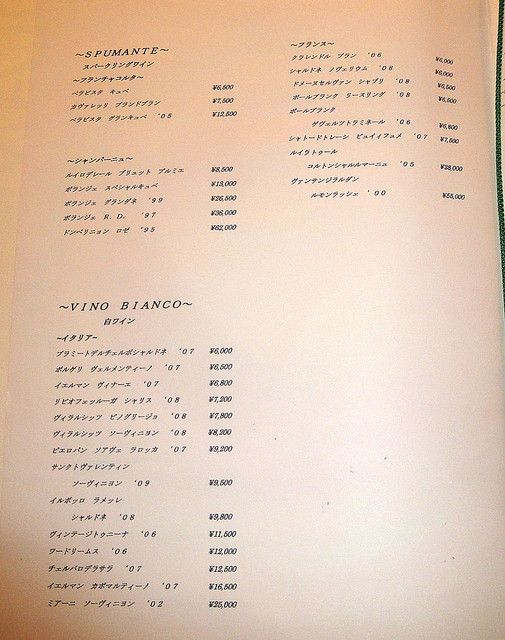 ～SPUMANTE～
スパークリングワイン
～フランチャコルタ～
ベラビスタ キュベ ¥6,500
カヴァレッリ ブランドブラン ¥7,500
ベラビスタ グランキュベ '05 ¥12,500
～シャンパーニュ～
ルイロデレール ブリュット プルミエ ¥8,500
ボランジェ スペシャルキュベ ¥13,000
ボランジェ グランダネ '99 ¥26,500
ボランジェ R.D. '97 ¥36,000
ドンペリニョン ロゼ '95 ¥62,000
～VINO BIANCO～
白ワイン
～イタリア～
プラミートデルチェルボシャルドネ '07 ¥6,000
ボルゲリ ヴェルメンティーノ '07 ¥6,500
イエルマン ヴィナーエ '07 ¥6,800
リビオフェッルーガ シャリス '08 ¥7,200
ヴィラルシッツ ピノグリージョ '08 ¥7,800
ヴィラルシッツ ソーヴィニヨン '08 ¥8,200
ピエロパン ソアヴェ ラロッカ '07 ¥9,200
サンクトヴァレンティン
ソーヴィニヨン '09 ¥9,500
イルボッロ ラメッレ
シャルドネ '08 ¥9,800
ヴィンテージトゥニーナ '06 ¥11,500
ワードリームス '06 ¥12,000
チェルバロデラサラ '07 ¥12,500
イエルマン カポマルティーノ '07 ¥16,500
ミアーニ ソーヴィニヨン '02 ¥25,000
～フランス～
クラレンドル ブラン '06 ¥6,000
シャルドネ ノヴェリウム '08 ¥6,000
ドメーヌセルヴァン シャブリ '08 ¥6,500
ポールブランク リースリング '08 ¥6,500
ポールブランク
ゲヴェルツトラミネール '06 ¥6,800
シャトードトレーシ ピュイイフュメ '07 ¥7,500
ルイラトゥール
コルトンシャルルマーニュ '05 ¥28,000
ヴァンサンジラルダン
ルモンラッシェ '00 ¥55,000